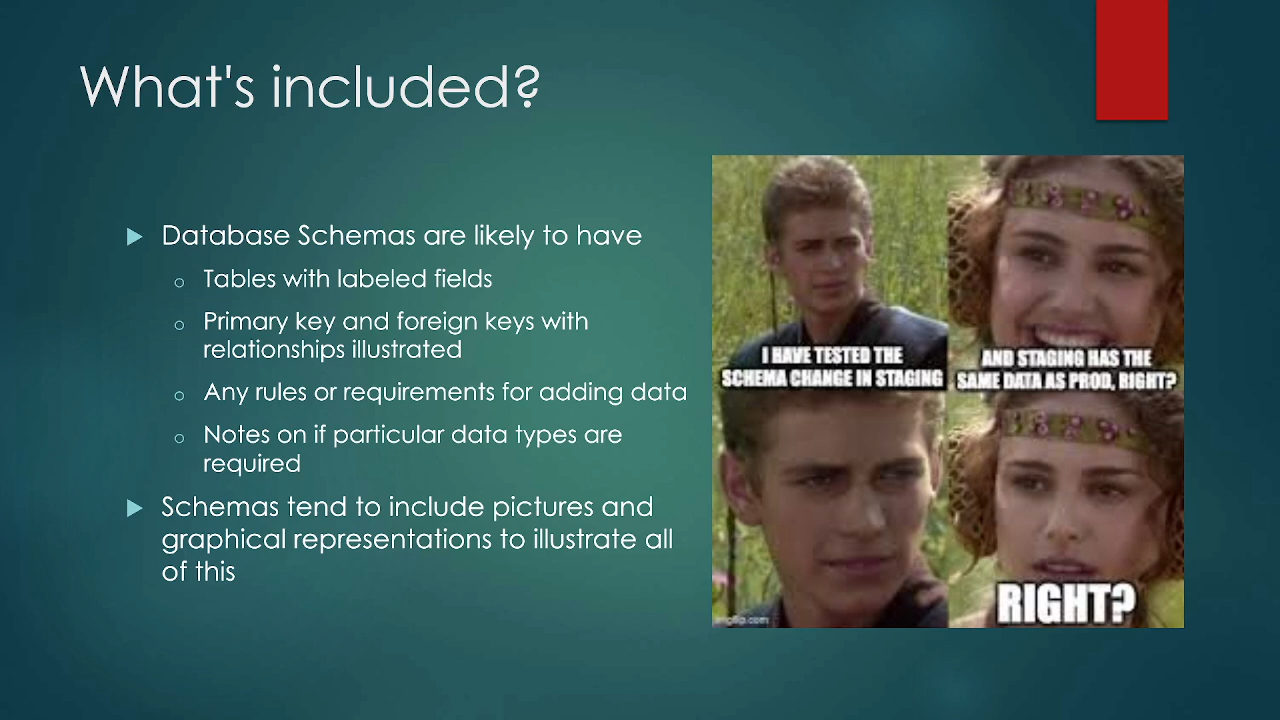 What's included?
Database Schemas are likely to have
Tables with labeled fields
Primary key and foreign keys with
relationships illustrated
Any rules or requirements for adding data
Notes on if particular data types are
required
Schemas tend to include pictures and
graphical representations to illustrate all
of this
I HAVE TESTED THE
SCHEMA CHANGE IN STAGING
AND STAGING HAS THE
SAME DATA AS PROD, RIGHT?
RIGHT?
imgflip.com